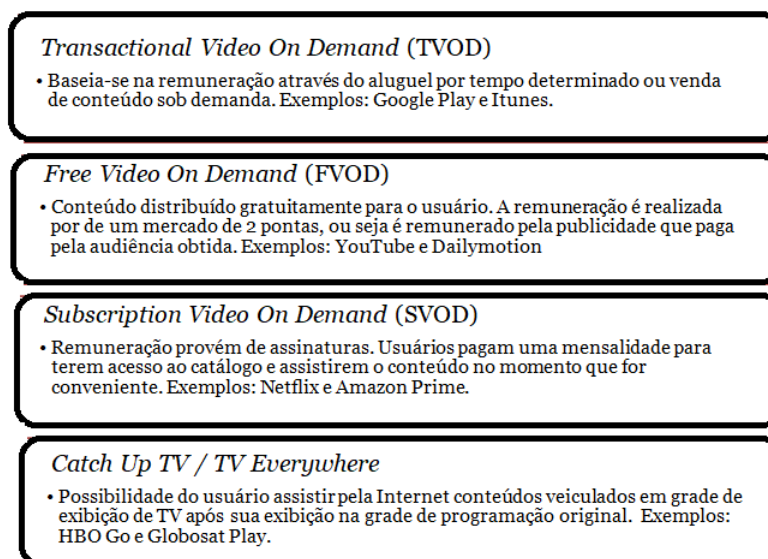 Transactional Video On Demand (TVOD)
• Baseia-se na remuneração através do aluguel por tempo determinado ou venda
de conteúdo sob demanda. Exemplos: Google Play e Itunes.
Free Video On Demand (FVOD)
• Conteúdo distribuído gratuitamente para o usuário. A remuneração é realizada
por de um mercado de 2 pontas, ou seja é remunerado pela publicidade que paga
pela audiência obtida. Exemplos: YouTube e Dailymotion
Subscription Video On Demand (SVOD)
• Remuneração provém de assinaturas. Usuários pagam uma mensalidade para
terem acesso ao catálogo e assistirem o conteúdo no momento que for
conveniente. Exemplos: Netflix e Amazon Prime.
Catch Up TV / TV Everywhere
• Possibilidade do usuário assistir pela Internet conteúdos veiculados em grade de
exibição de TV após sua exibição na grade de programação original. Exemplos:
HBO Go e Globosat Play.